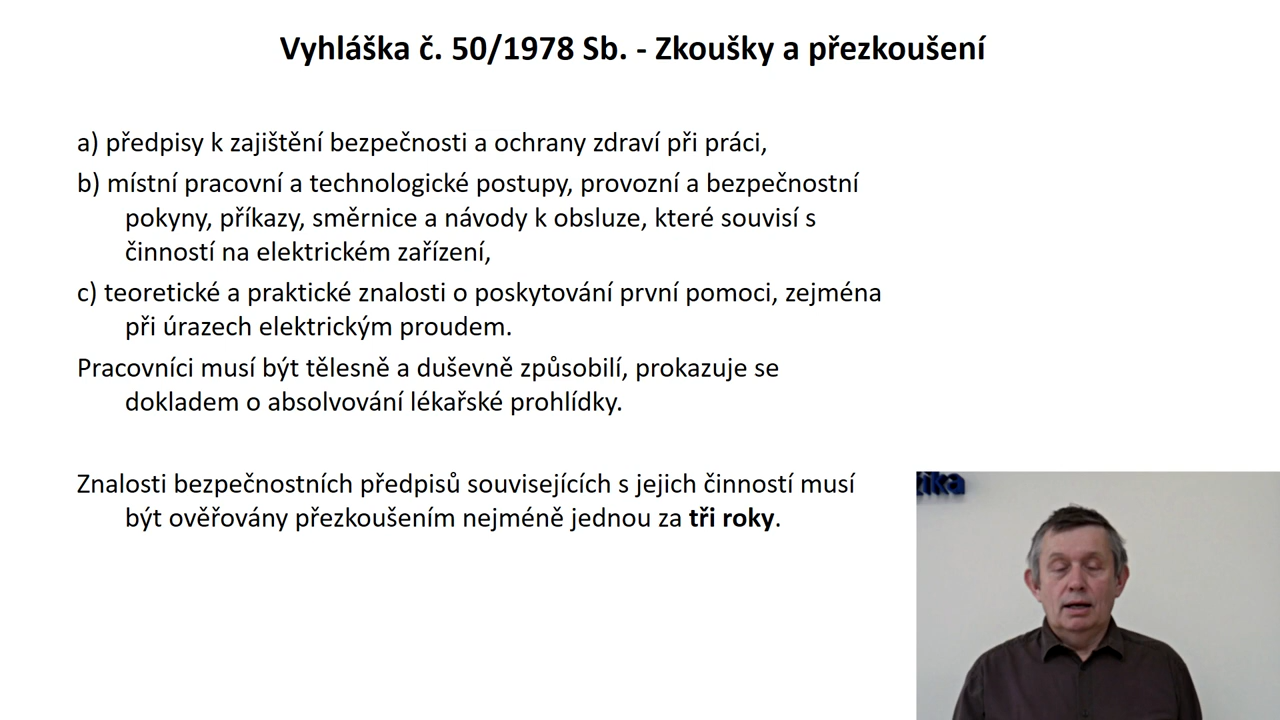 Vyhláška č. 50/1978 Sb. - Zkoušky a přezkoušení
a) předpisy k zajištění bezpečnosti a ochrany zdraví při práci,
b) místní pracovní a technologické postupy, provozní a bezpečnostní
pokyny, příkazy, směrnice a návody k obsluze, které souvisí s
činností na elektrickém zařízení,
c) teoretické a praktické znalosti o poskytování první pomoci, zejména
při úrazech elektrickým proudem.
Pracovníci musí být tělesně a duševně způsobilí, prokazuje se
dokladem o absolvování lékařské prohlídky.
Znalosti bezpečnostních předpisů souvisejících s jejich činností musí
být ověřovány přezkoušením nejméně jednou za tři roky.